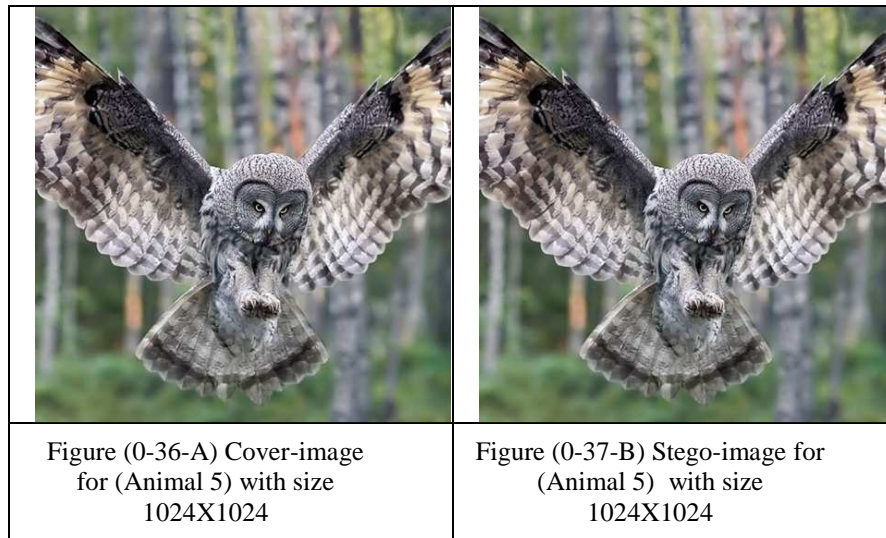 Figure (0-36-A) Cover-image
for (Animal 5) with size
1024X1024
Figure (0-37-B) Stego-image for
(Animal 5) with size
1024X1024